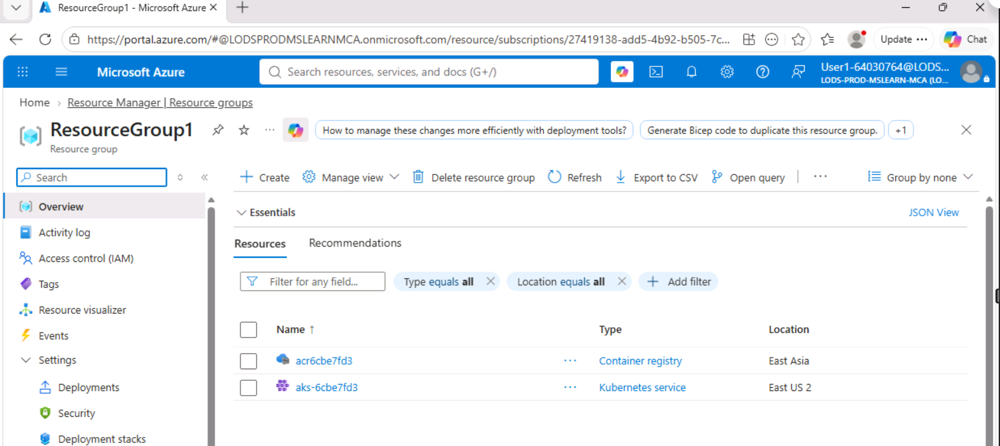 ResourceGroup1 - Microsoft Azure
https://portal.azure.com/#@LODSPRODMSLEARNMCA.onmicrosoft.com/resource/subscriptions/27419138-add5-4b92-b505-7c...
Update
Chat
Microsoft Azure
Search resources, services, and docs (G+/)
User1-64030764@LODS...
LODS-PROD-MSLEARN-MCA (LO...
Home > Resource Manager | Resource groups
ResourceGroup1
How to manage these changes more efficiently with deployment tools?
Generate Bicep code to duplicate this resource group.
+1
Resource group
Search
Create
Manage view
Delete resource group
Refresh
Export to CSV
Open query
Group by none
Overview
Activity log
Access control (IAM)
Tags
Resource visualizer
Events
Settings
Deployments
Security
Deployment stacks
Essentials
JSON View
Resources
Recommendations
Filter for any field...
Type equals all
Location equals all
Add filter
Name ↑ Type Location
acr6cbe7fd3 ... Container registry East Asia
aks-6cbe7fd3 ... Kubernetes service East US 2